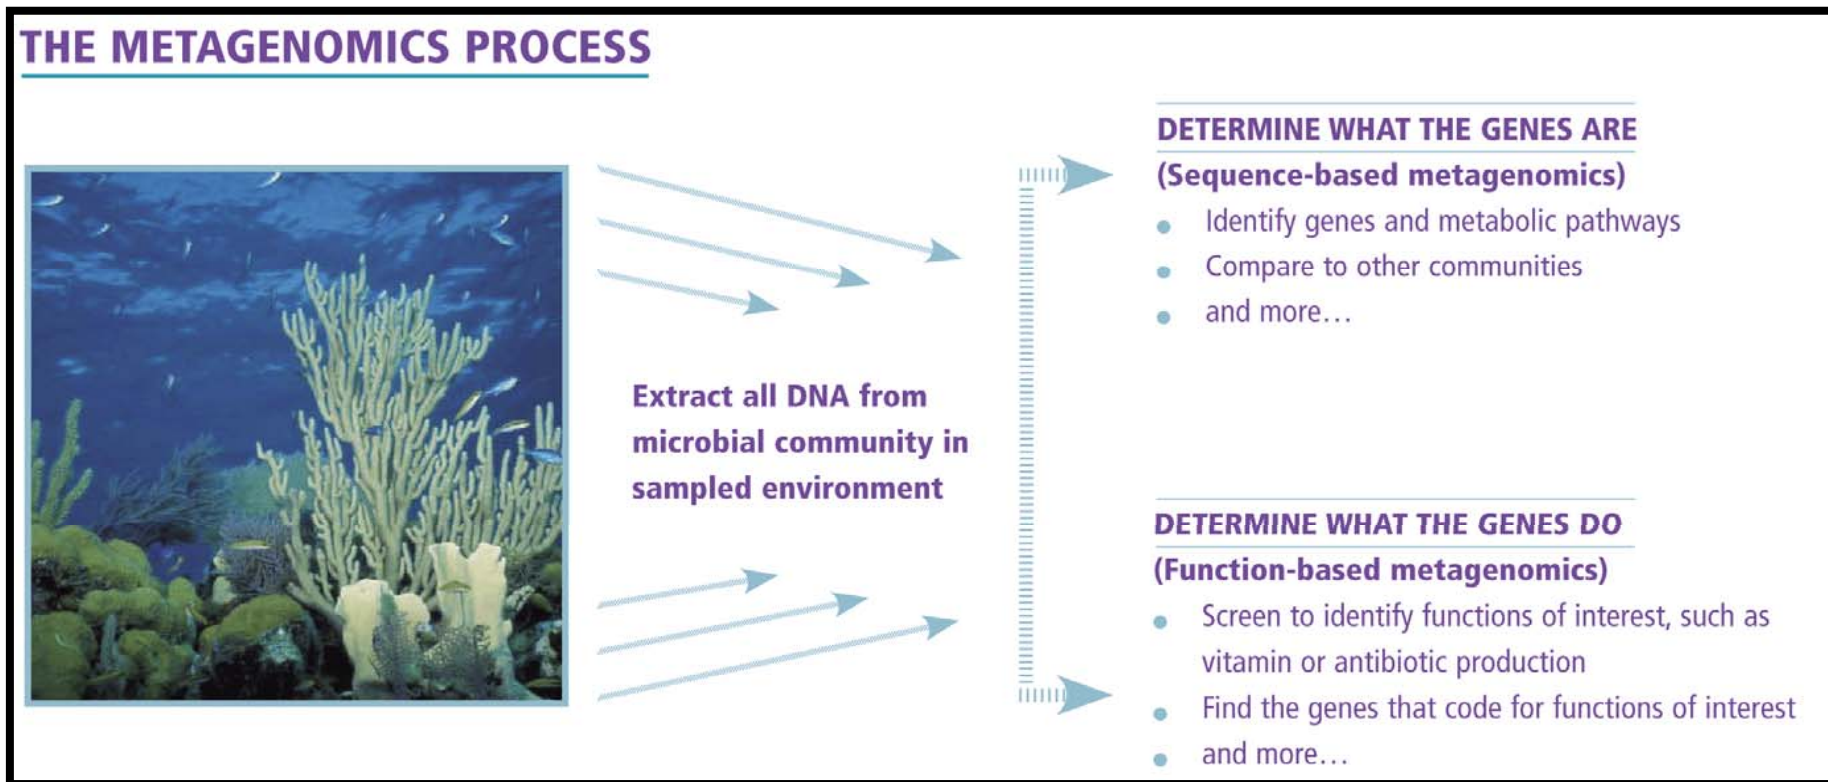 THE METAGENOMICS PROCESS
Extract all DNA from
microbial community in
sampled environment
DETERMINE WHAT THE GENES ARE
(Sequence-based metagenomics)
● Identify genes and metabolic pathways
● Compare to other communities
● and more…
DETERMINE WHAT THE GENES DO
(Function-based metagenomics)
● Screen to identify functions of interest, such as
vitamin or antibiotic production
● Find the genes that code for functions of interest
● and more…